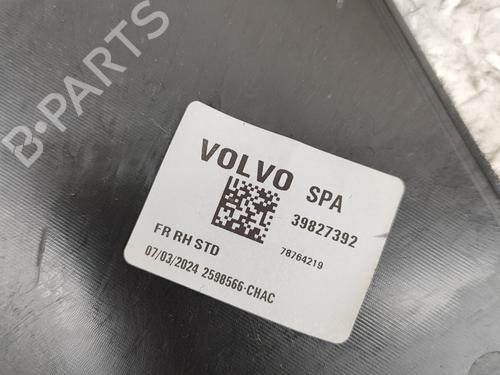 B-PARTS
VOLVO SPA
39827392
FR RH STD 78764219
07/03/2024 2598566-CHAC